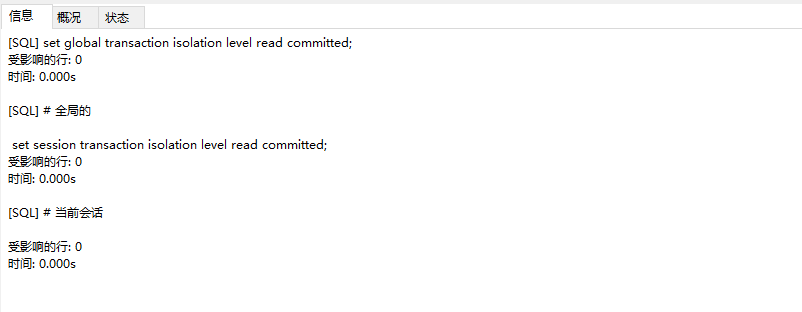 信息 概况 状态
[SQL] set global transaction isolation level read committed;
受影响的行: 0
时间: 0.000s
[SQL] # 全局的
set session transaction isolation level read committed;
受影响的行: 0
时间: 0.000s
[SQL] # 当前会话
受影响的行: 0
时间: 0.000s